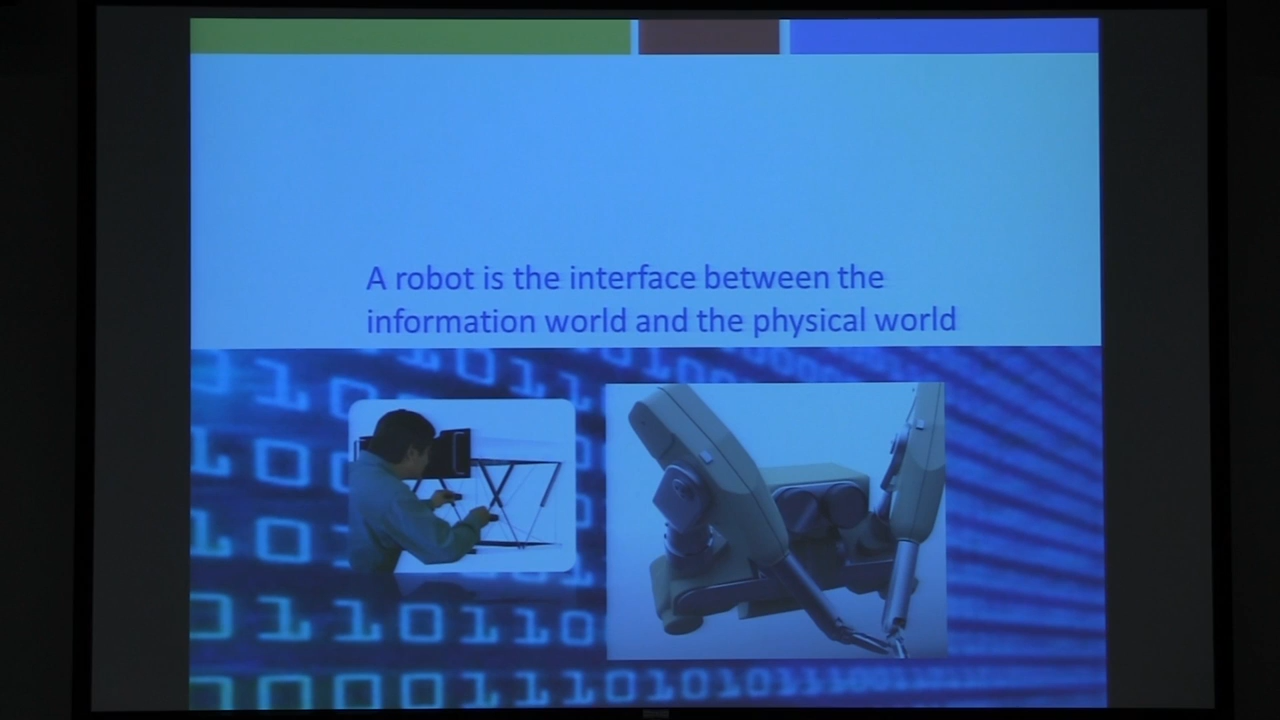 A robot is the interface between the
information world and the physical world